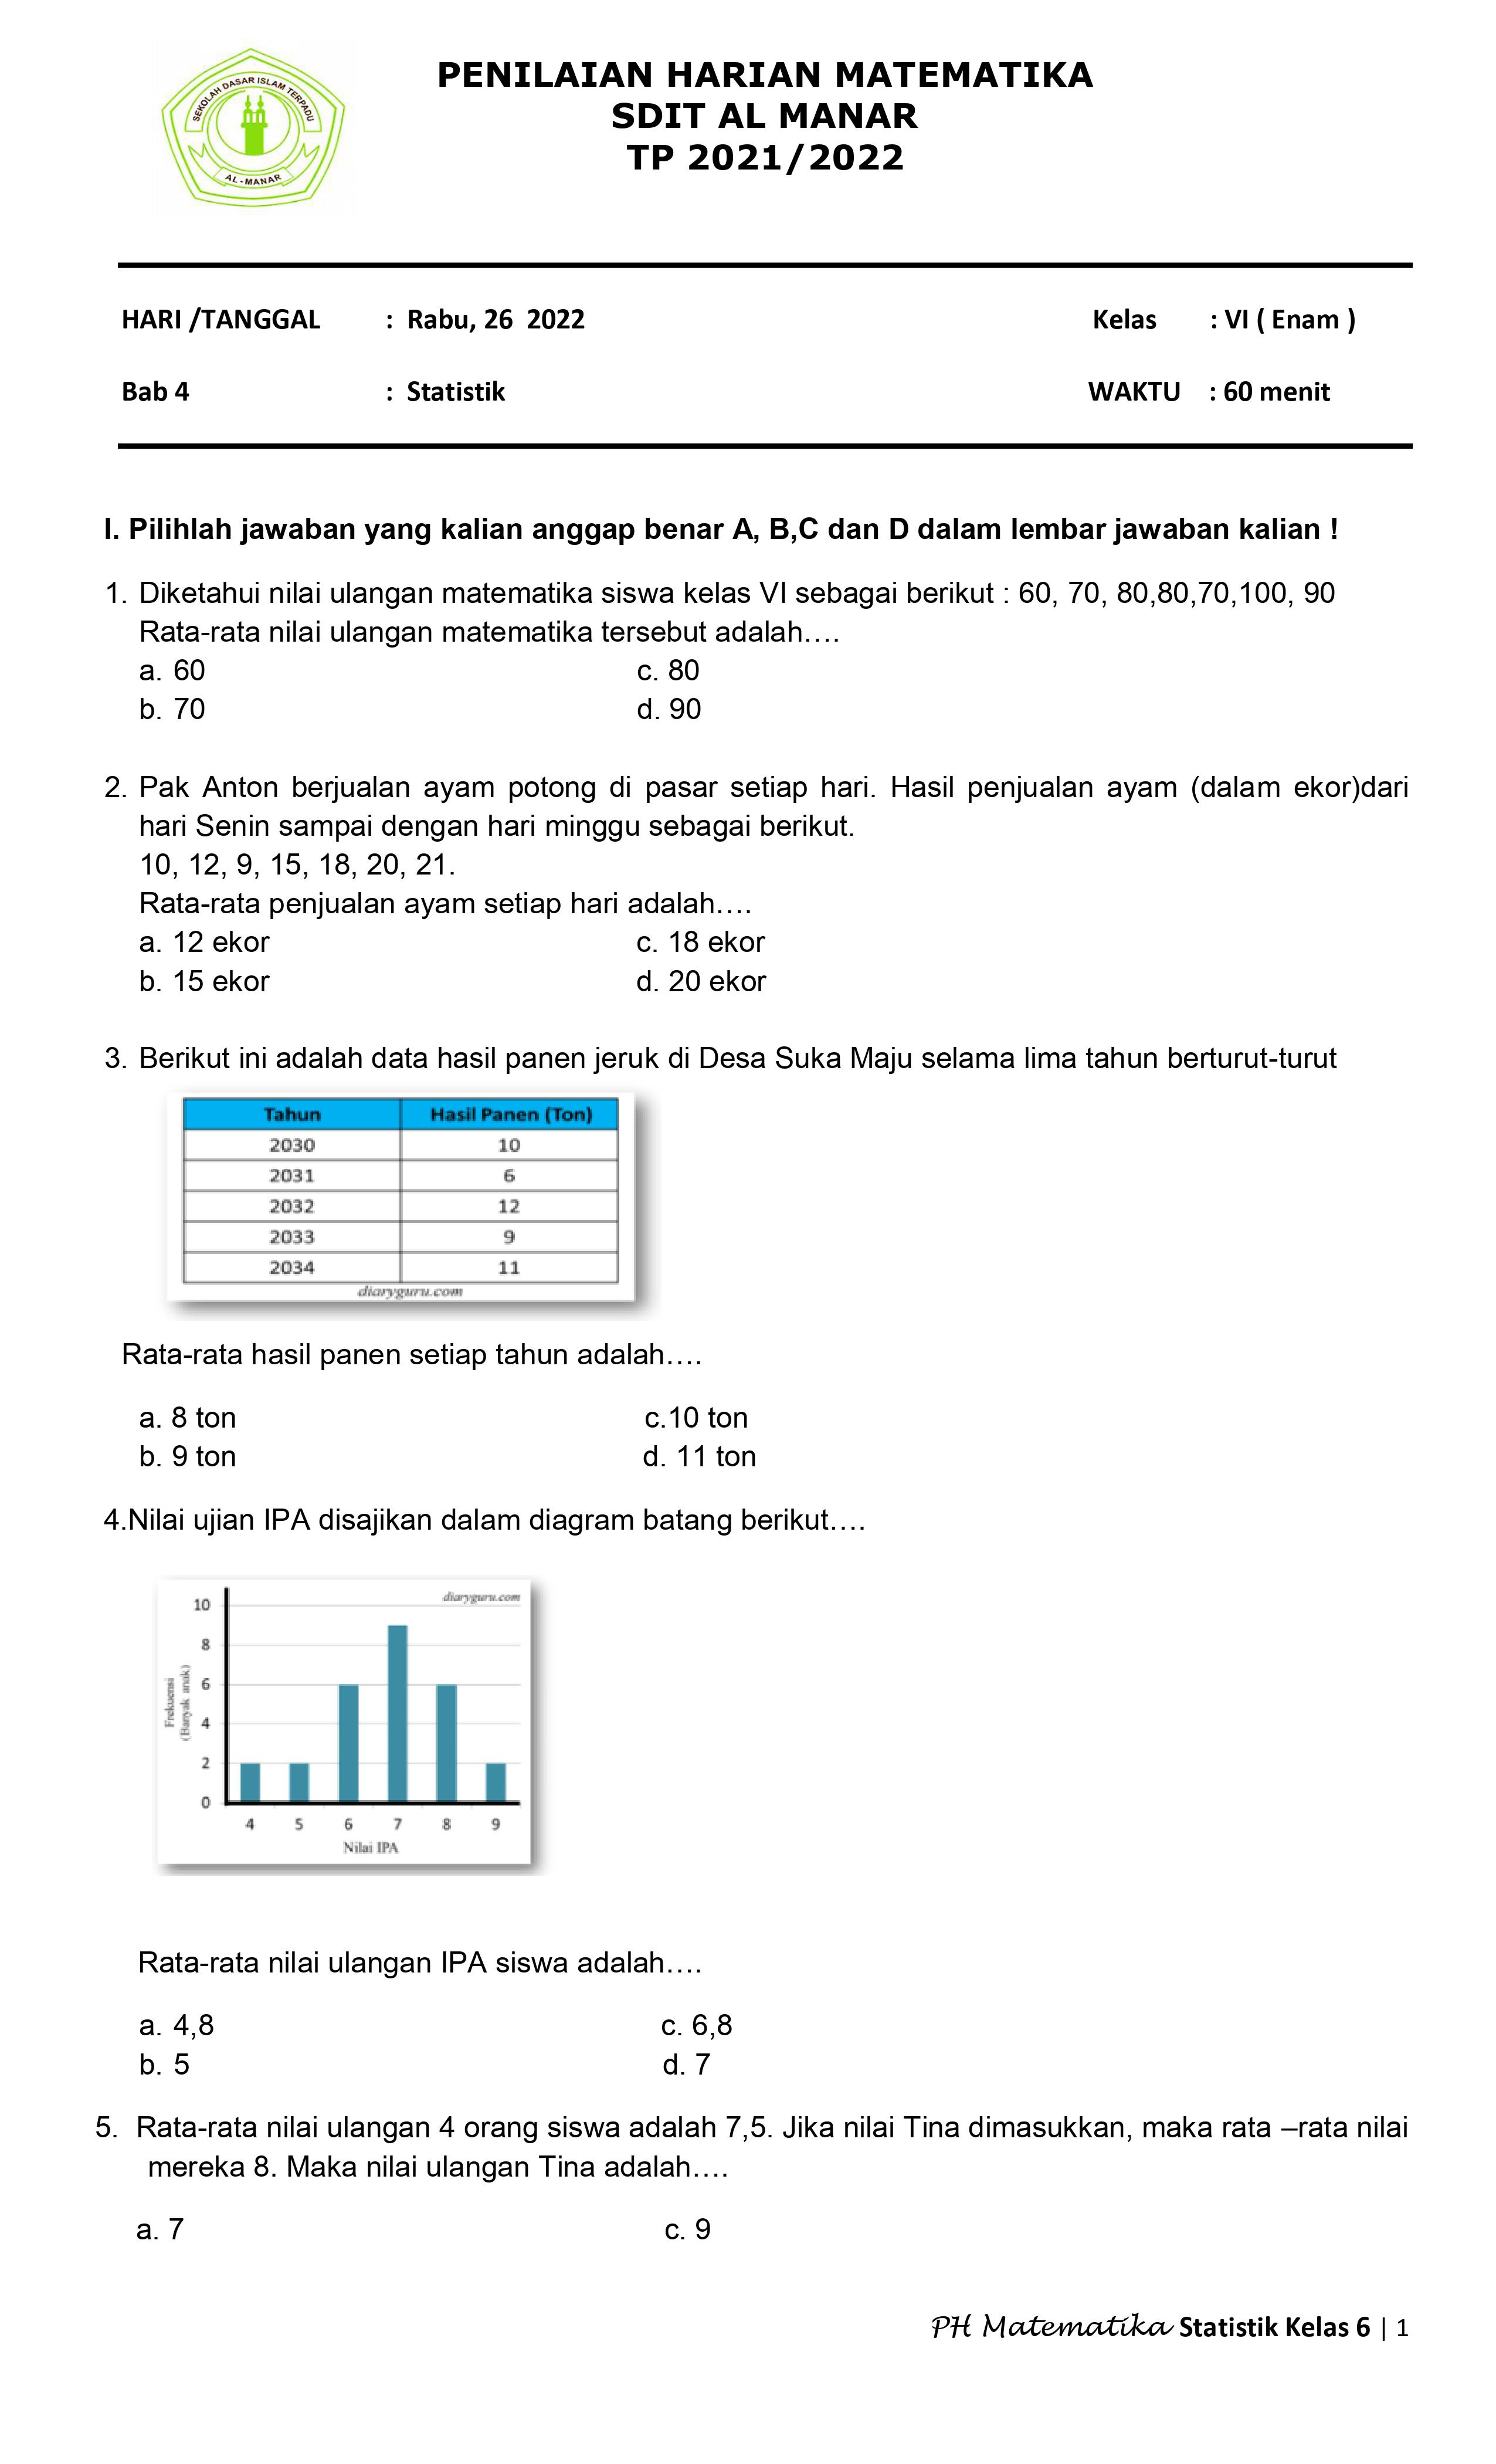 SEKOLAH DASAR ISLAM TERPADU
AL - MANAR
PENILAIAN HARIAN MATEMATIKA
SDIT AL MANAR
TP 2021/2022
HARI /TANGGAL : Rabu, 26 2022 Kelas : VI ( Enam )
Bab 4 : Statistik WAKTU : 60 menit
I. Pilihlah jawaban yang kalian anggap benar A, B,C dan D dalam lembar jawaban kalian !
1. Diketahui nilai ulangan matematika siswa kelas VI sebagai berikut : 60, 70, 80,80,70,100, 90
Rata-rata nilai ulangan matematika tersebut adalah….
a. 60 c. 80
b. 70 d. 90
2. Pak Anton berjualan ayam potong di pasar setiap hari. Hasil penjualan ayam (dalam ekor)dari
hari Senin sampai dengan hari minggu sebagai berikut.
10, 12, 9, 15, 18, 20, 21.
Rata-rata penjualan ayam setiap hari adalah….
a. 12 ekor c. 18 ekor
b. 15 ekor d. 20 ekor
3. Berikut ini adalah data hasil panen jeruk di Desa Suka Maju selama lima tahun berturut-turut
Tahun Hasil Panen (Ton)
2030 10
2031 6
2032 12
2033 9
2034 11
diaryguru.com
Rata-rata hasil panen setiap tahun adalah….
a. 8 ton c.10 ton
b. 9 ton d. 11 ton
4.Nilai ujian IPA disajikan dalam diagram batang berikut….
diaryguru.com
10
8
6
4
2
0
Frekuensi
(Banyak anak)
4 5 6 7 8 9
Nilai IPA
Rata-rata nilai ulangan IPA siswa adalah….
a. 4,8 c. 6,8
b. 5 d. 7
5. Rata-rata nilai ulangan 4 orang siswa adalah 7,5. Jika nilai Tina dimasukkan, maka rata –rata nilai
mereka 8. Maka nilai ulangan Tina adalah….
a. 7 c. 9
PH Matematika Statistik Kelas 6 | 1